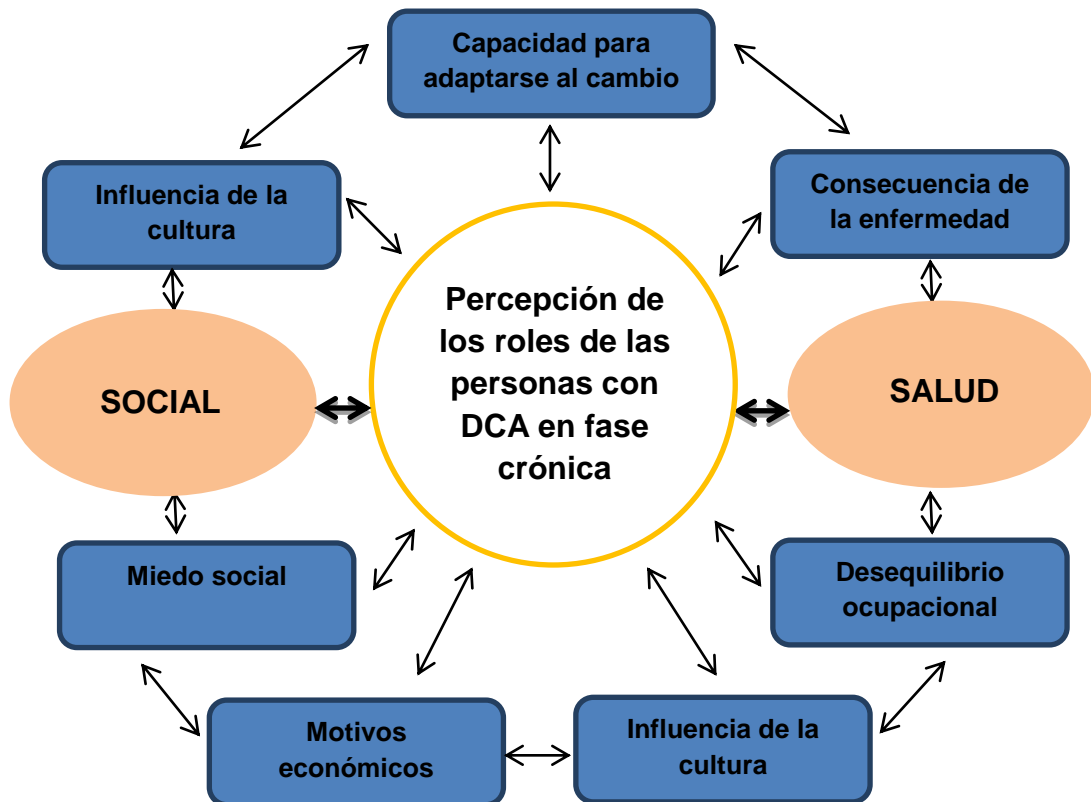 Capacidad para
adaptarse al cambio
Influencia de la
cultura
Consecuencia de
la enfermedad
Percepción de
los roles de las
personas con
DCA en fase
crónica
SOCIAL
SALUD
Miedo social
Desequilibrio
ocupacional
Motivos
económicos
Influencia de la
cultura